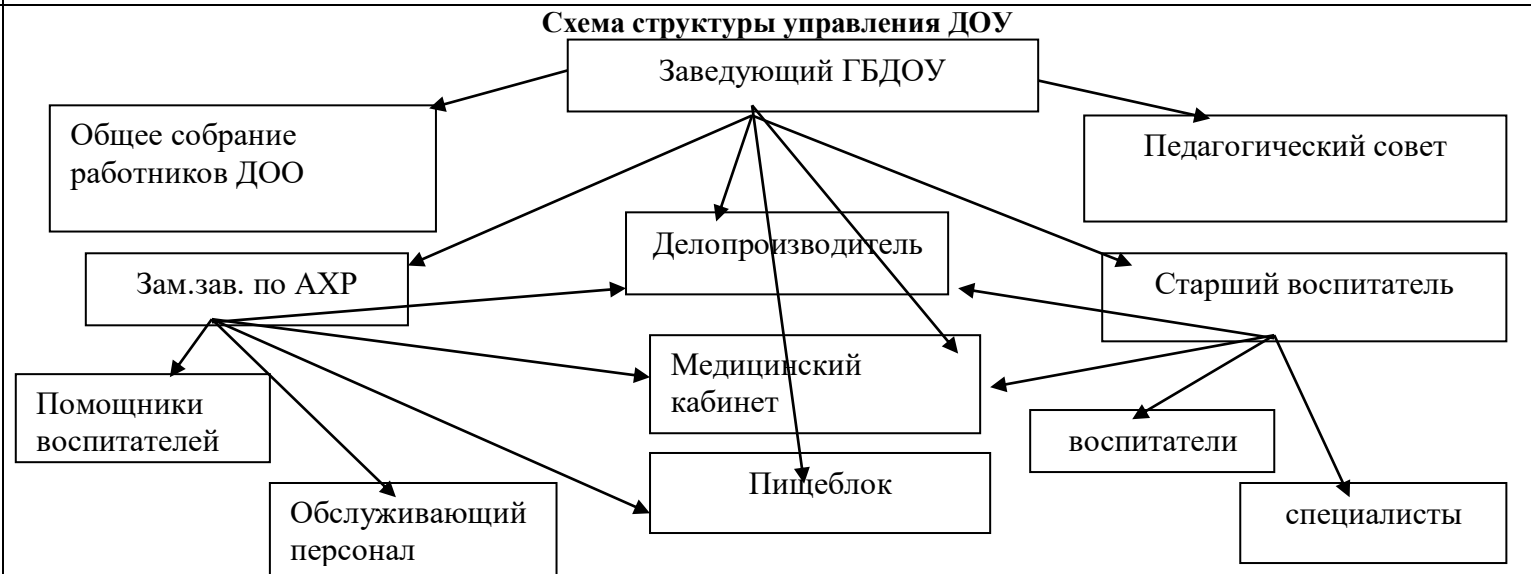 Схема структуры управления ДОУ
Заведующий ГБДОУ
Общее собрание
работников ДОО
Педагогический совет
Делопроизводитель
Зам.зав. по АХР
Старший воспитатель
Медицинский
кабинет
Помощники
воспитателей
воспитатели
Пищеблок
Обслуживающий
персонал
специалисты